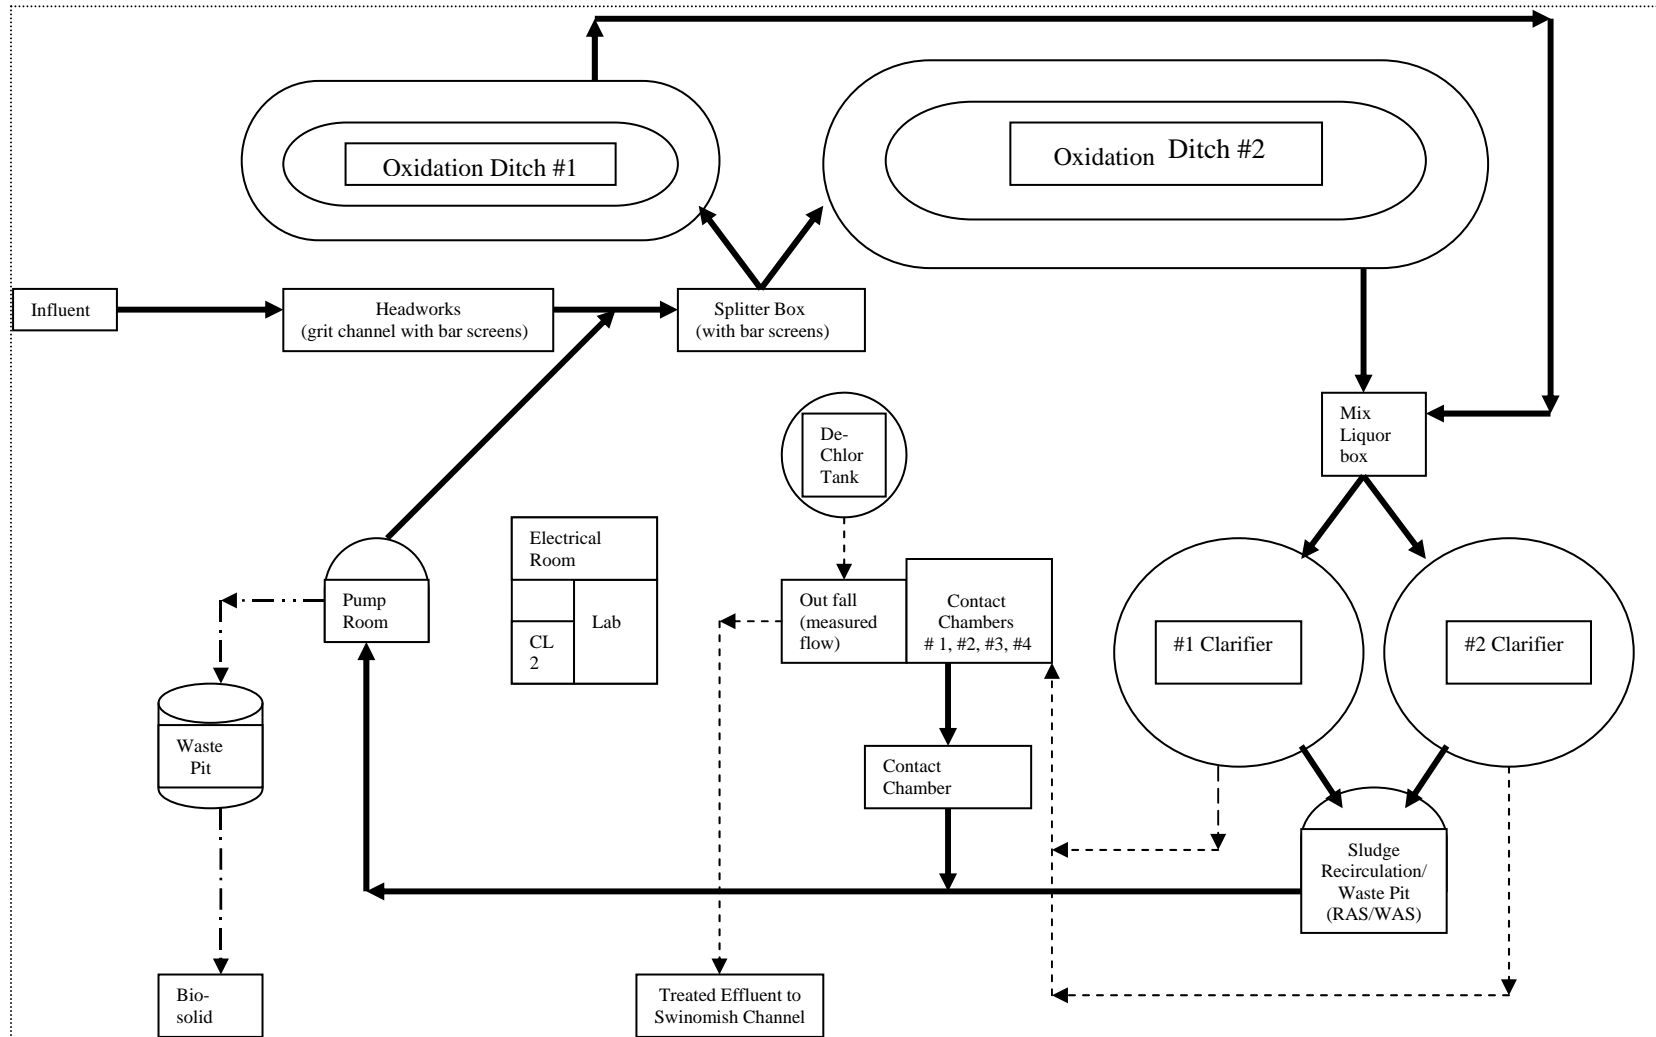 Oxidation Ditch #1
Oxidation Ditch #2
Influent
Headworks
(grit channel with bar screens)
Splitter Box
(with bar screens)
Mix
Liquor
box
De-
Chlor
Tank
Electrical
Room
Lab
CL
2
Pump
Room
Out fall
(measured
flow)
Contact
Chambers
# 1, #2, #3, #4
#1 Clarifier
#2 Clarifier
Waste
Pit
Contact
Chamber
Sludge
Recirculation/
Waste Pit
(RAS/WAS)
Bio-
solid
Treated Effluent to
Swinomish Channel